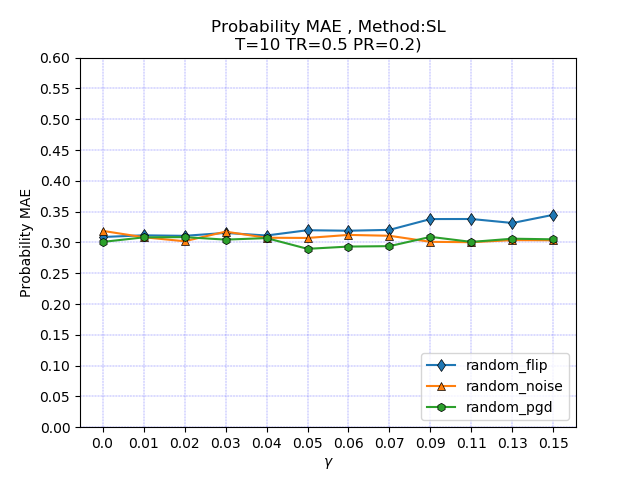 Probability MAE , Method:SL
T=10 TR=0.5 PR=0.2)
0.60
0.55
0.50
0.45
0.40
0.35
0.30
0.25
0.20
0.15
0.10
0.05
0.00
Probability MAE
random_flip
random_noise
random_pgd
0.0 0.01 0.02 0.03 0.04 0.05 0.06 0.07 0.09 0.11 0.13 0.15
γ